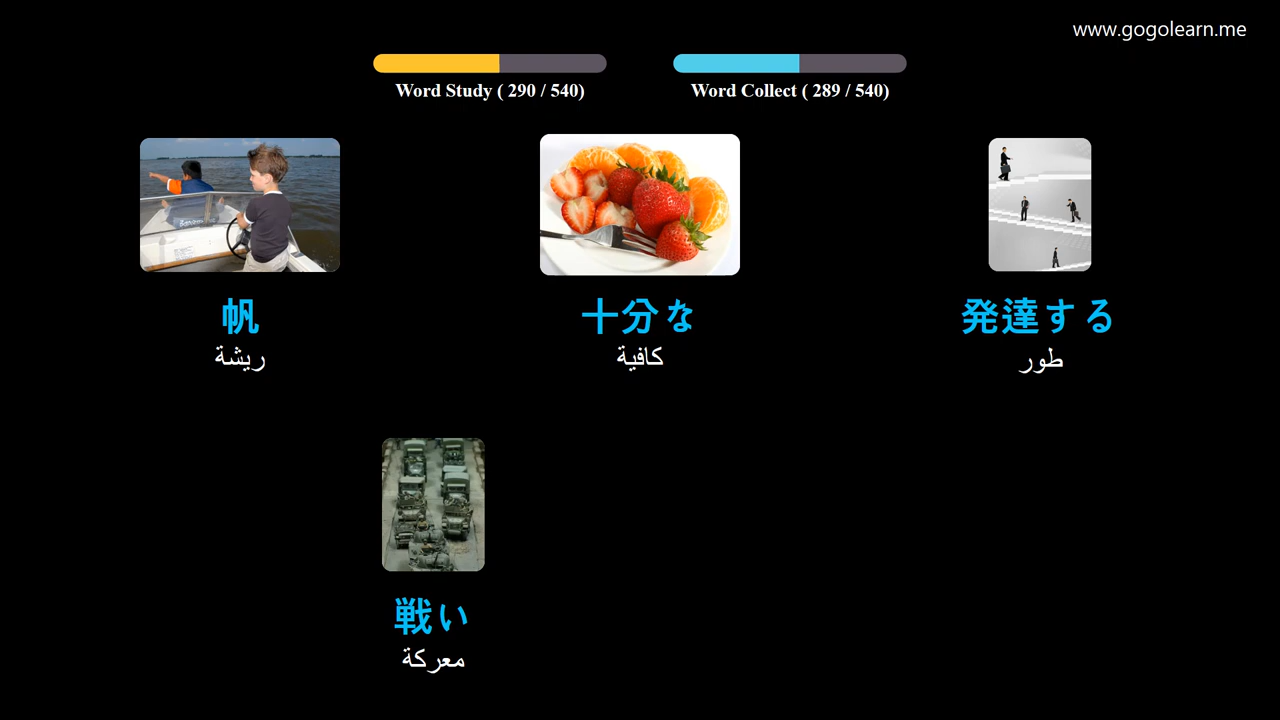 www.gogolearn.me
Word Study ( 290 / 540)
Word Collect ( 289 / 540)
帆
ريشة
十分な
كافية
発達する
طور
戦い
معركة